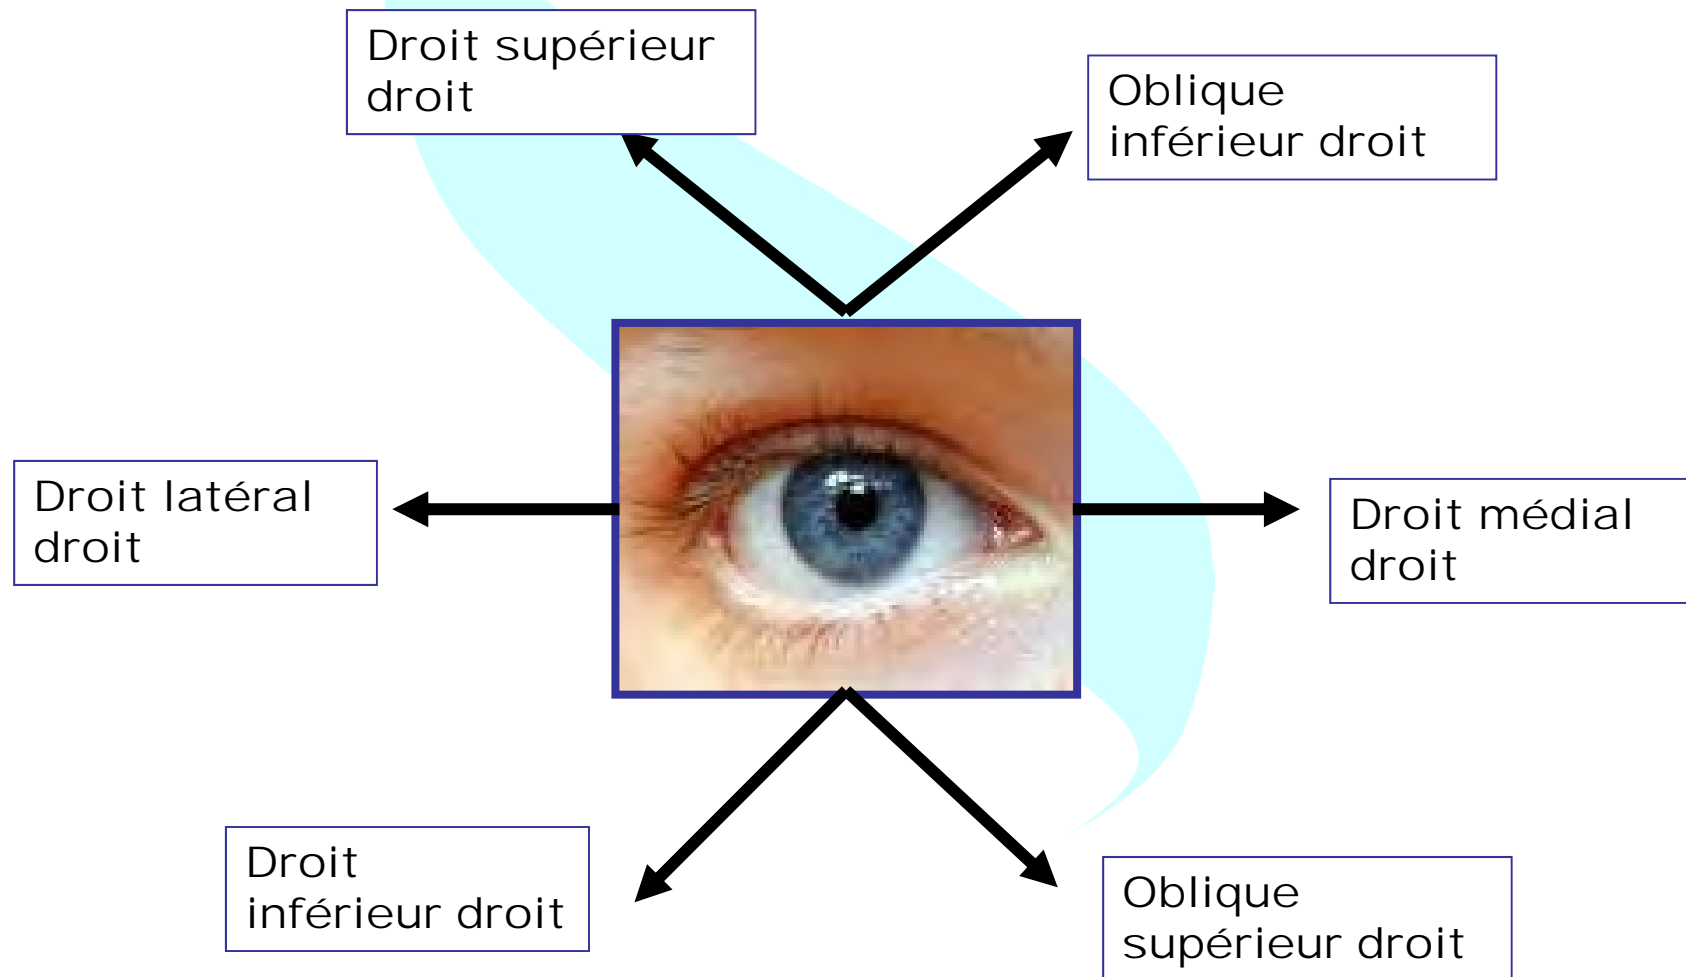 Droit supérieur
droit
Oblique
inférieur droit
Droit latéral
droit
Droit médial
droit
Droit
inférieur droit
Oblique
supérieur droit